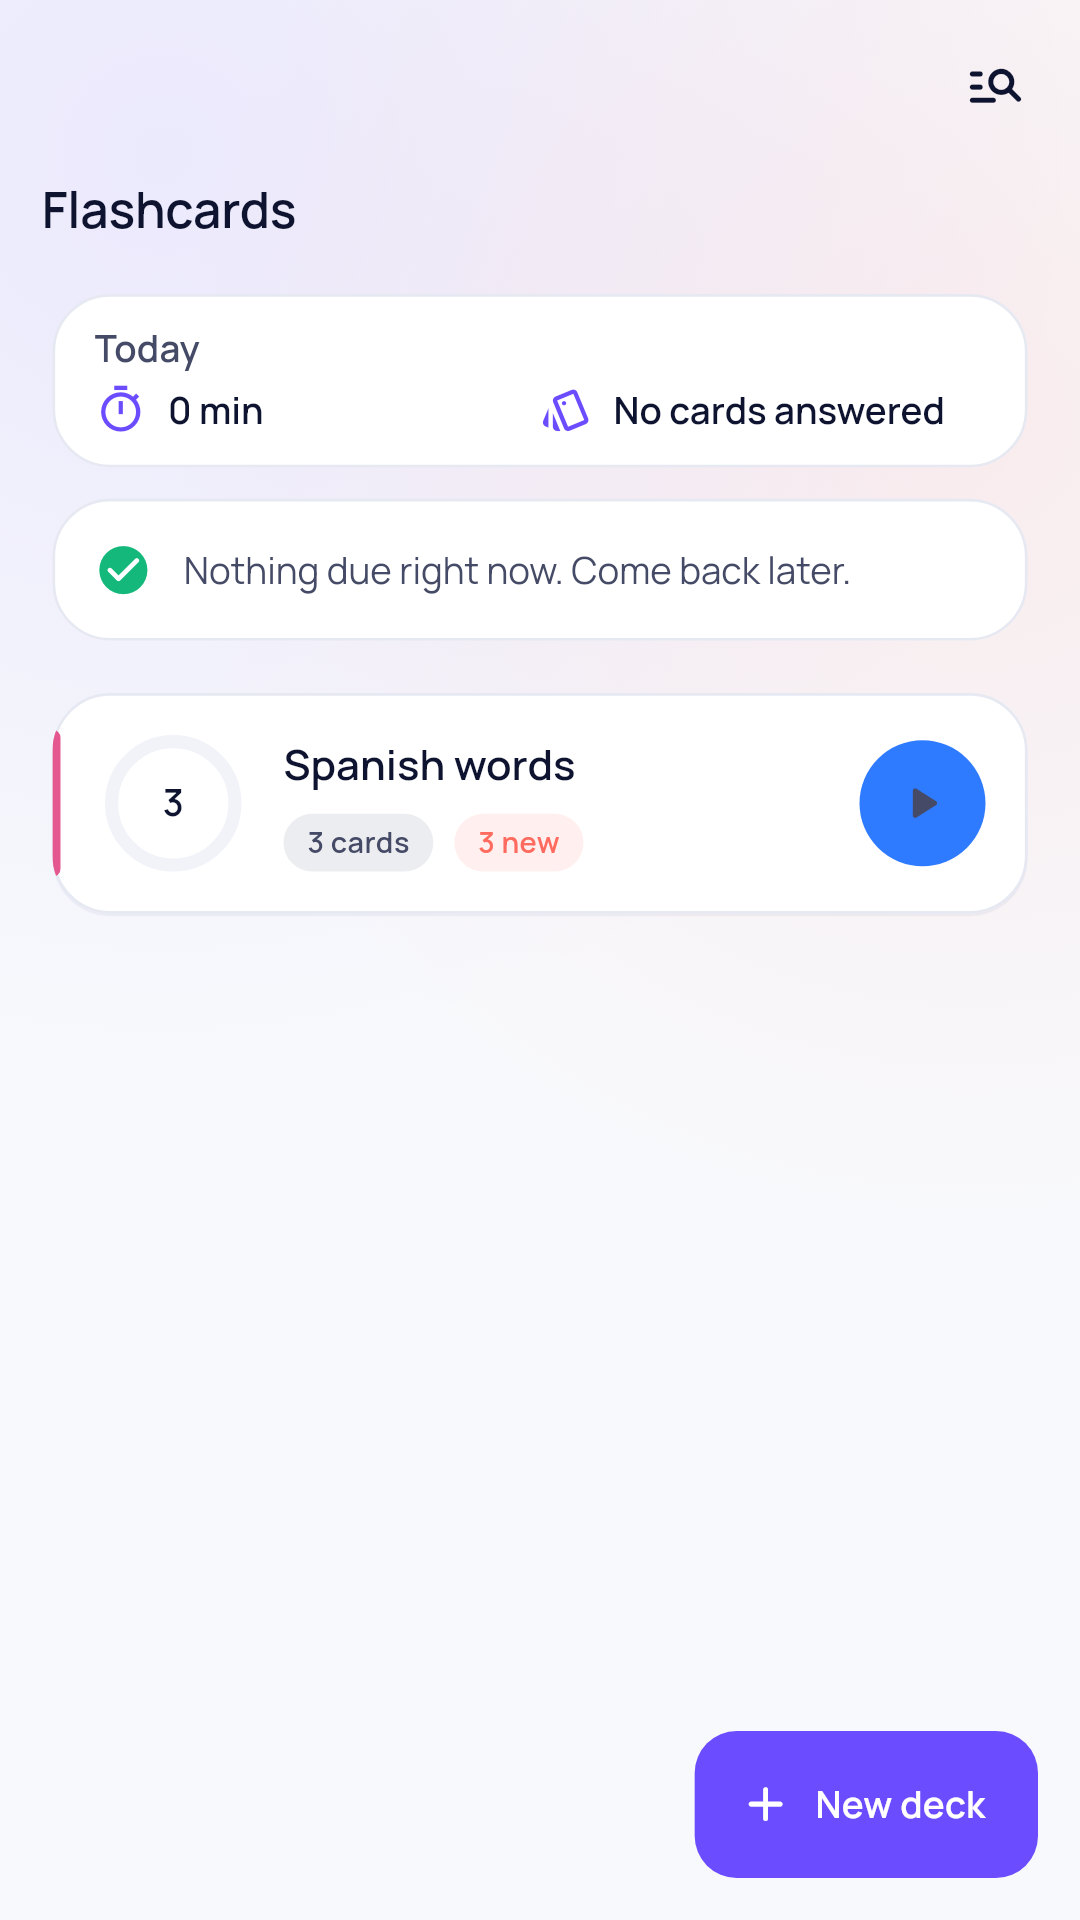 Flashcards
Today
0 min
No cards answered
Nothing due right now. Come back later.
3
Spanish words
3 cards
3 new
New deck